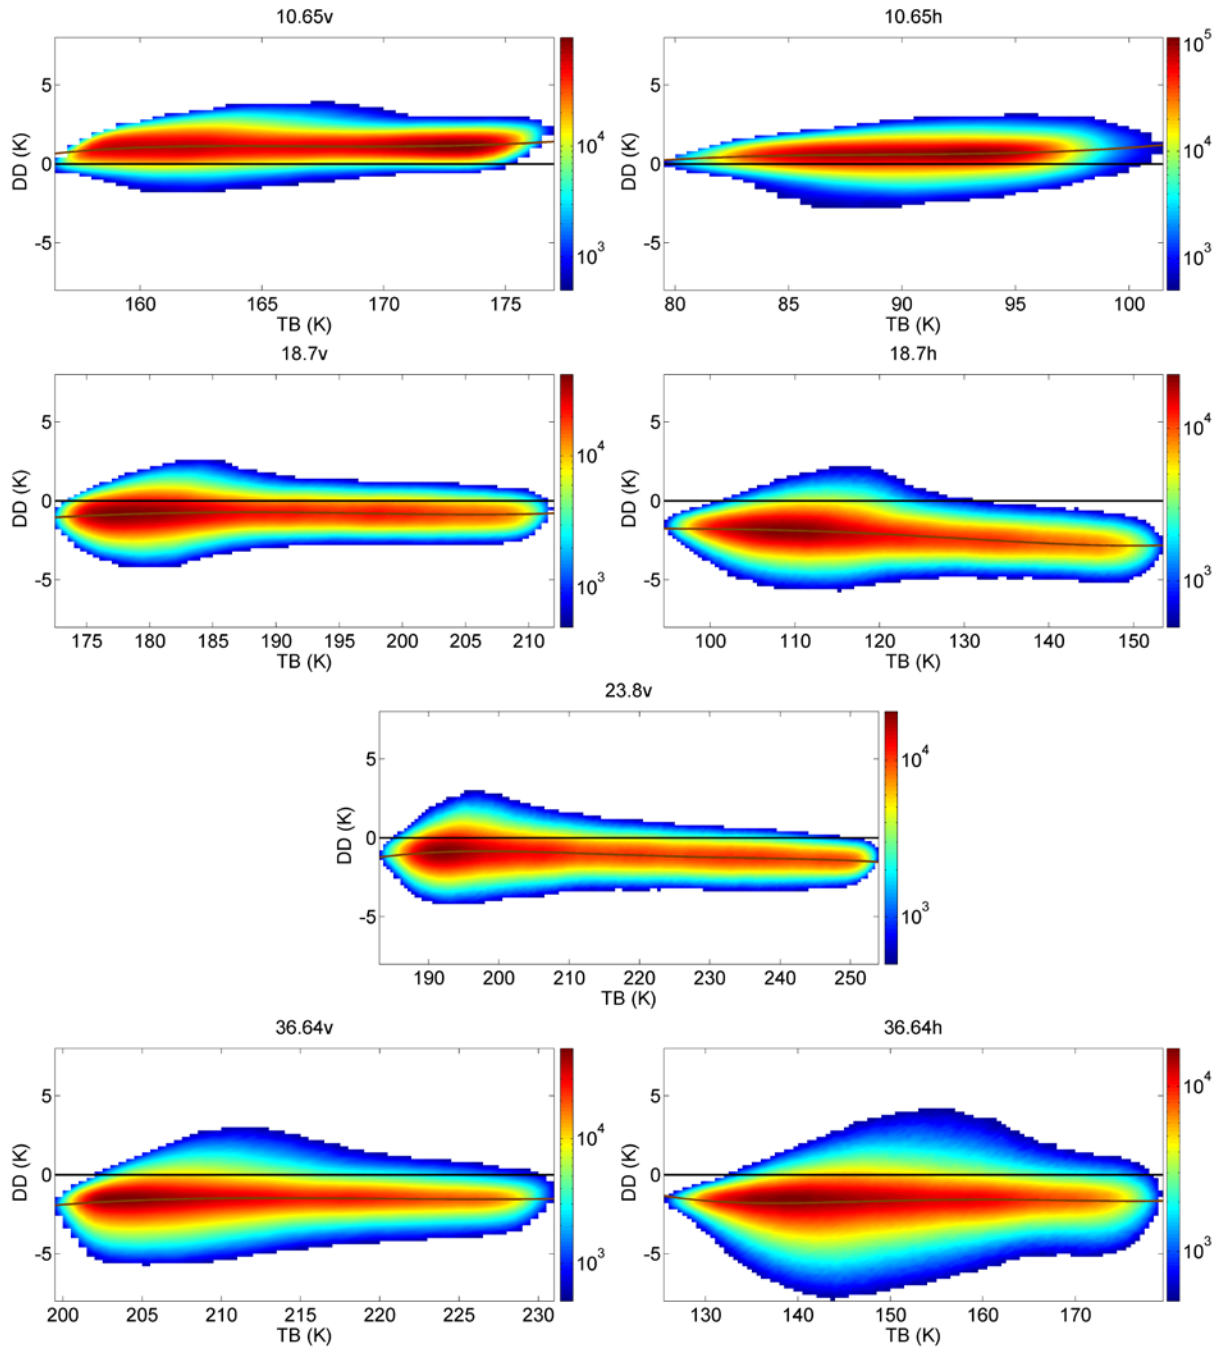 10.65v
5
0
-5
DD (K)
160 165 170 175
TB (K)
10^4
10^3
10.65h
5
0
-5
DD (K)
80 85 90 95 100
TB (K)
10^5
10^4
10^3
18.7v
5
0
-5
DD (K)
175 180 185 190 195 200 205 210
TB (K)
10^4
10^3
18.7h
5
0
-5
DD (K)
100 110 120 130 140 150
TB (K)
10^4
10^3
23.8v
5
0
-5
DD (K)
190 200 210 220 230 240 250
TB (K)
10^4
10^3
36.64v
5
0
-5
DD (K)
200 205 210 215 220 225 230
TB (K)
10^4
10^3
36.64h
5
0
-5
DD (K)
130 140 150 160 170
TB (K)
10^4
10^3